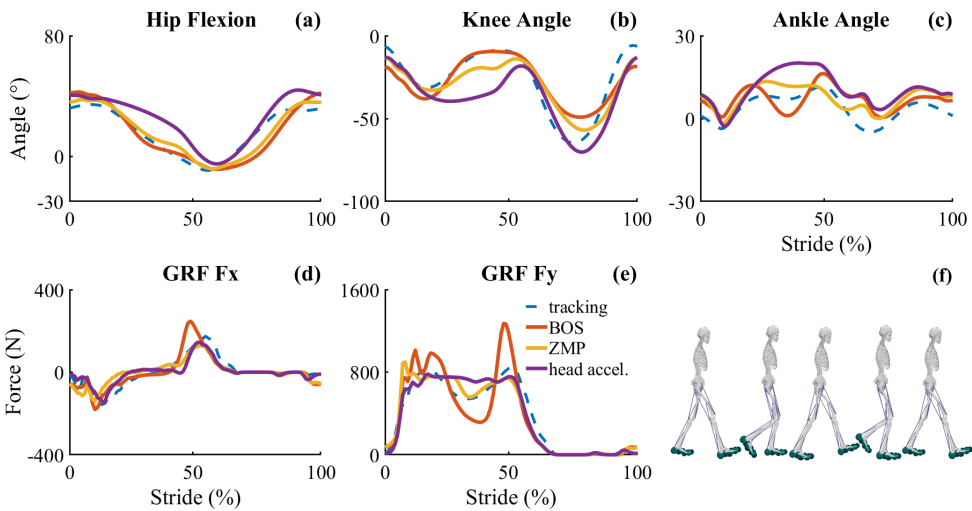 Hip Flexion (a)
Knee Angle (b)
Ankle Angle (c)
80
0
-30
Angle (°)
0 50 100
0
-50
-100
0 50 100
30
0
-30
0 50 100
Stride (%)
GRF Fx (d)
GRF Fy (e)
(f)
400
0
-400
Force (N)
0 50 100
Stride (%)
1600
800
0
0 50 100
Stride (%)
tracking
BOS
ZMP
head accel.